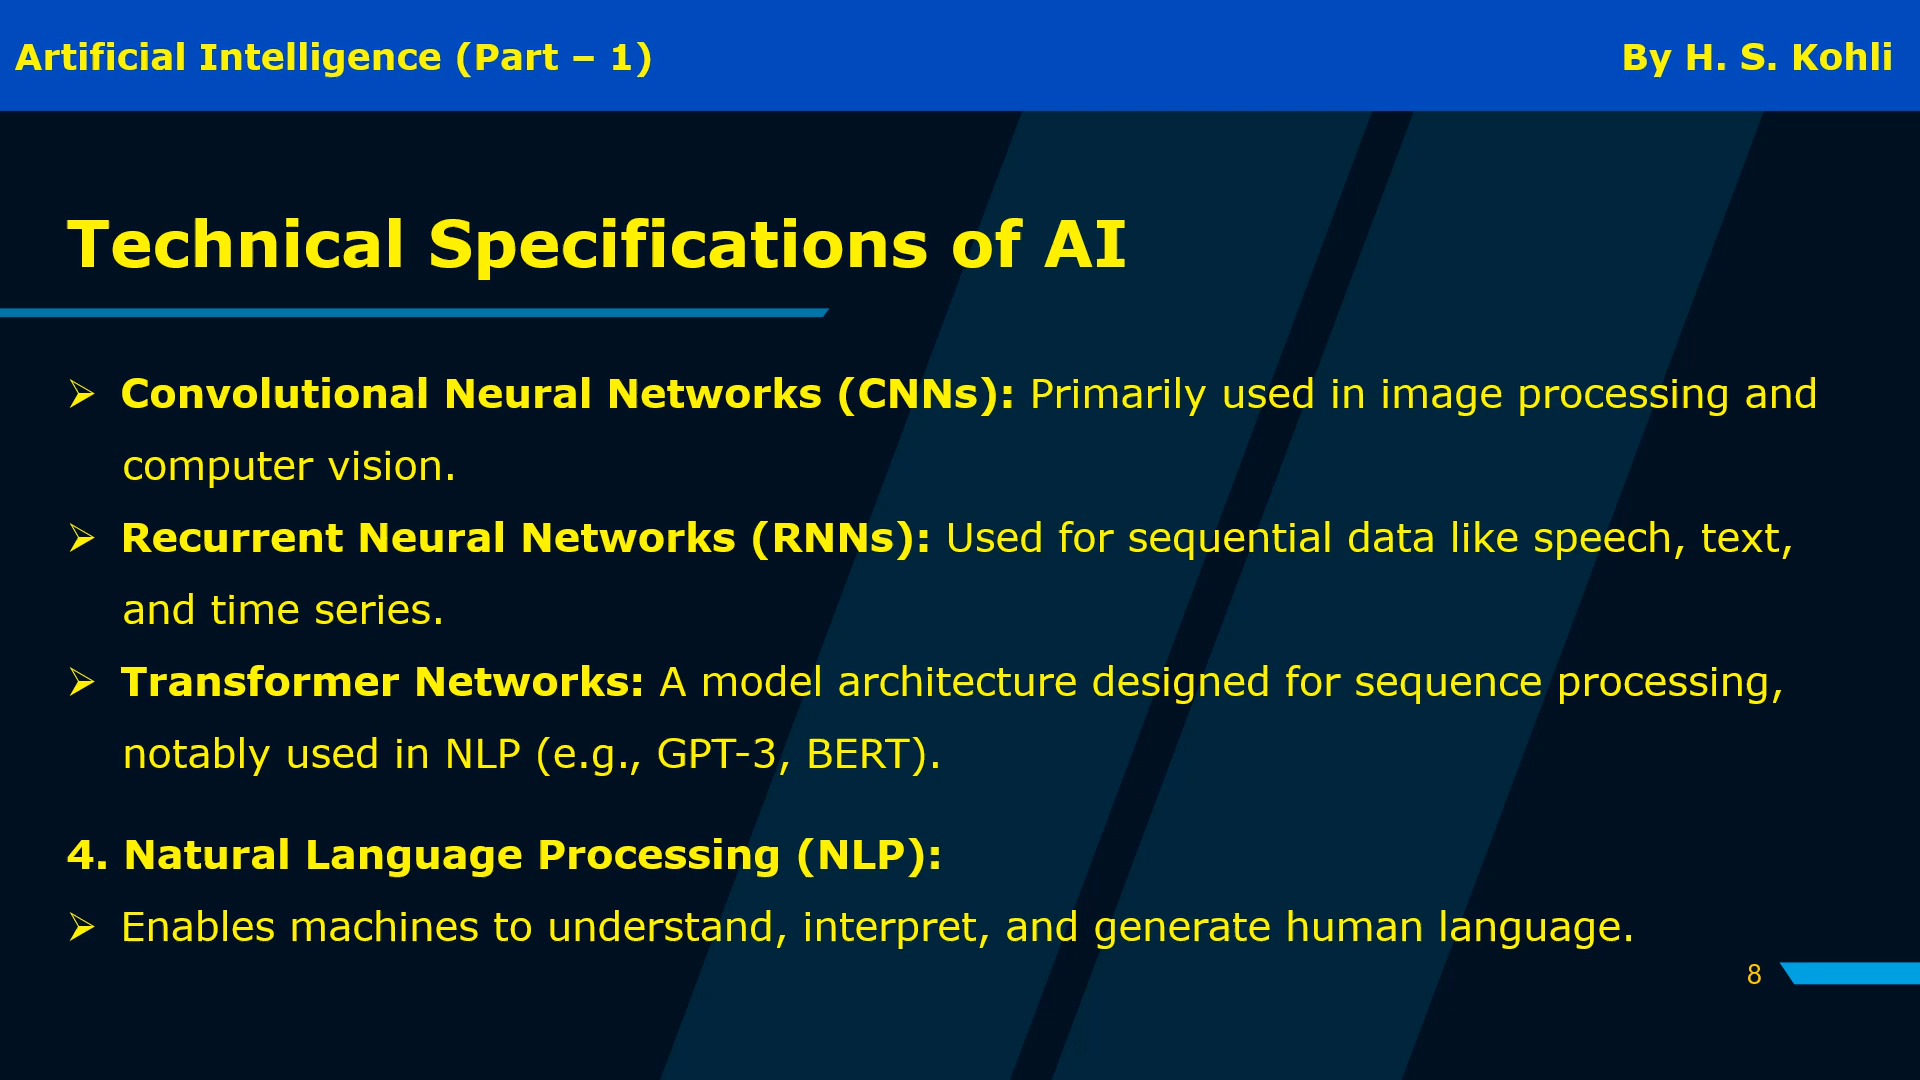 Artificial Intelligence (Part – 1)
By H. S. Kohli
Technical Specifications of AI
➢ Convolutional Neural Networks (CNNs): Primarily used in image processing and
computer vision.
➢ Recurrent Neural Networks (RNNs): Used for sequential data like speech, text,
and time series.
➢ Transformer Networks: A model architecture designed for sequence processing,
notably used in NLP (e.g., GPT-3, BERT).
4. Natural Language Processing (NLP):
➢ Enables machines to understand, interpret, and generate human language.
8